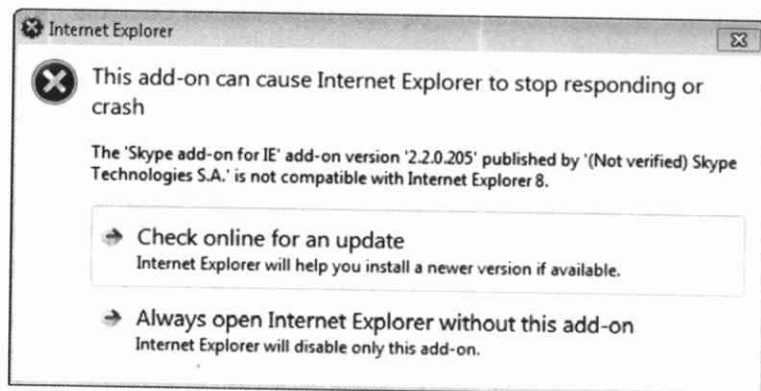 Internet Explorer
This add-on can cause Internet Explorer to stop responding or
crash
The 'Skype add-on for IE' add-on version '2.2.0.205' published by '(Not verified) Skype
Technologies S.A.' is not compatible with Internet Explorer 8.
Check online for an update
Internet Explorer will help you install a newer version if available.
Always open Internet Explorer without this add-on
Internet Explorer will disable only this add-on.